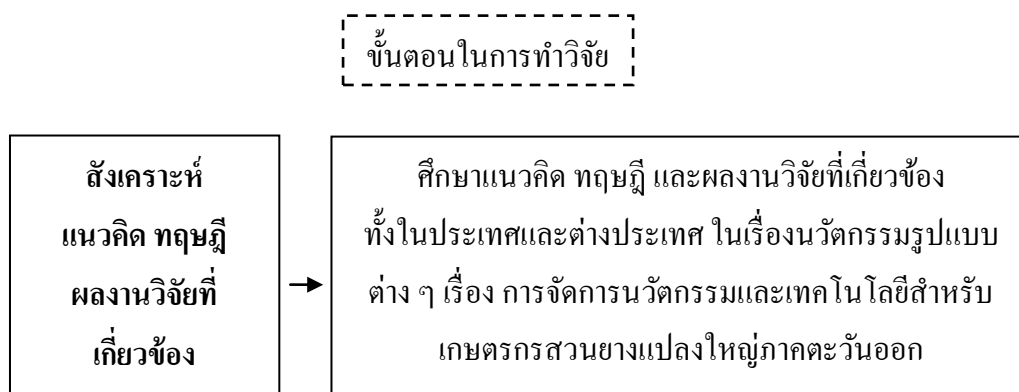 ขั้นตอนในการทำวิจัย
สังเคราะห์
แนวคิด ทฤษฎี
ผลงานวิจัยที่
เกี่ยวข้อง
ศึกษาแนวคิด ทฤษฎี และผลงานวิจัยที่เกี่ยวข้อง
ทั้งในประเทศและต่างประเทศ ในเรื่องนวัตกรรมรูปแบบ
ต่าง ๆ เรื่อง การจัดการนวัตกรรมและเทคโนโลยีสำหรับ
เกษตรกรสวนยางแปลงใหญ่ภาคตะวันออก